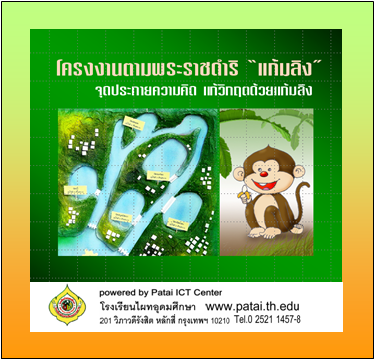 โครงงานตามพระราชดำริ “แก้มลิง”
จุดประกายความคิด แก้วิกฤตด้วยแก้มลิง
powered by Patai ICT Center
โรงเรียนไผทอุดมศึกษา www.patai.th.edu
201 วิภาวดีรังสิต หลักสี่ กรุงเทพฯ 10210 Tel.0 2521 1457-8